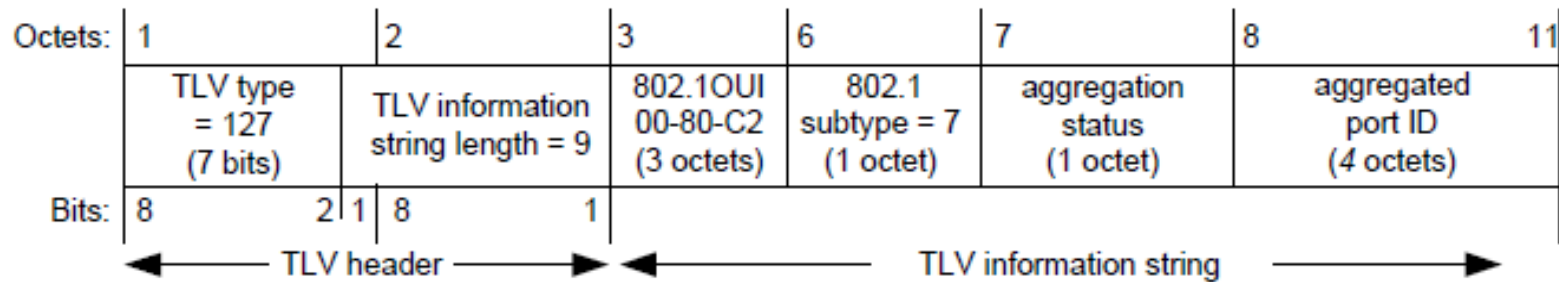 Octets: 1 2 3 6 7 8 11
TLV type
= 127
(7 bits)
TLV information
string length = 9
802.1OUI
00-80-C2
(3 octets)
802.1
subtype = 7
(1 octet)
aggregation
status
(1 octet)
aggregated
port ID
(4 octets)
Bits: 8 2 1 8 1
TLV header
TLV information string